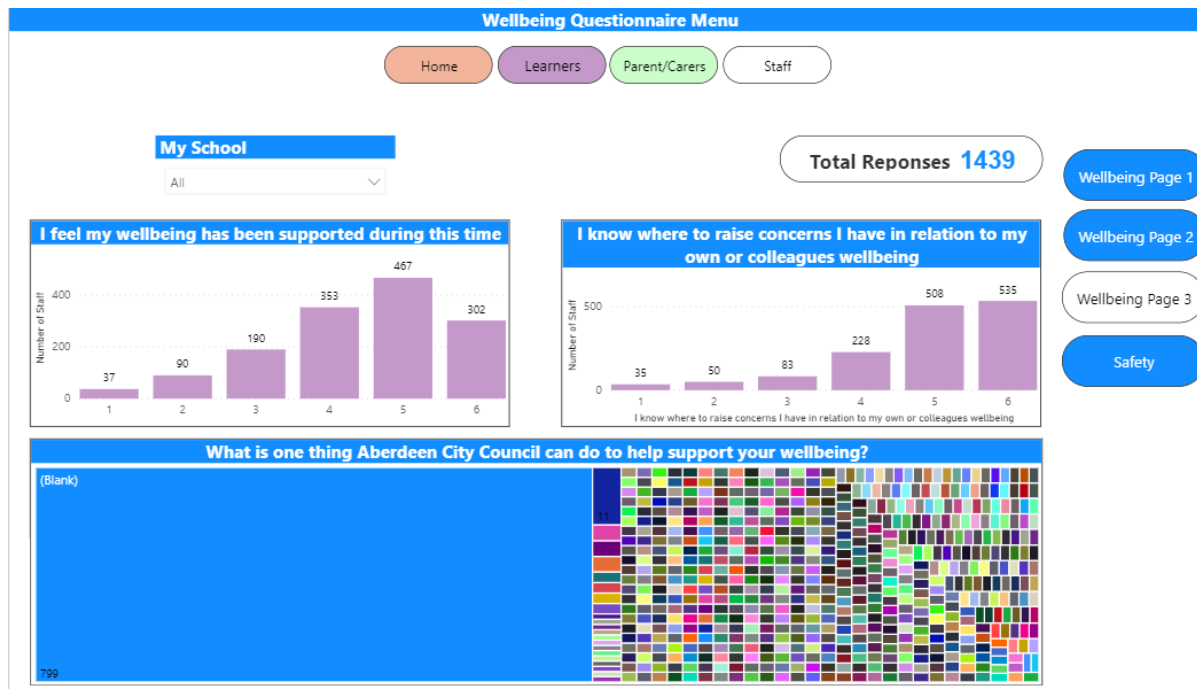 Wellbeing Questionnaire Menu
Home
Learners
Parent/Carers
Staff
My School
All
Total Reponses 1439
Wellbeing Page 1
Wellbeing Page 2
Wellbeing Page 3
Safety
I feel my wellbeing has been supported during this time
Number of Staff
400
200
0
37
90
190
353
467
302
1
2
3
4
5
6
I know where to raise concerns I have in relation to my
own or colleagues wellbeing
Number of Staff
500
0
35
50
83
228
508
535
1
2
3
4
5
6
I know where to raise concerns I have in relation to my own or colleagues wellbeing
What is one thing Aberdeen City Council can do to help support your wellbeing?
(Blank)
799
11